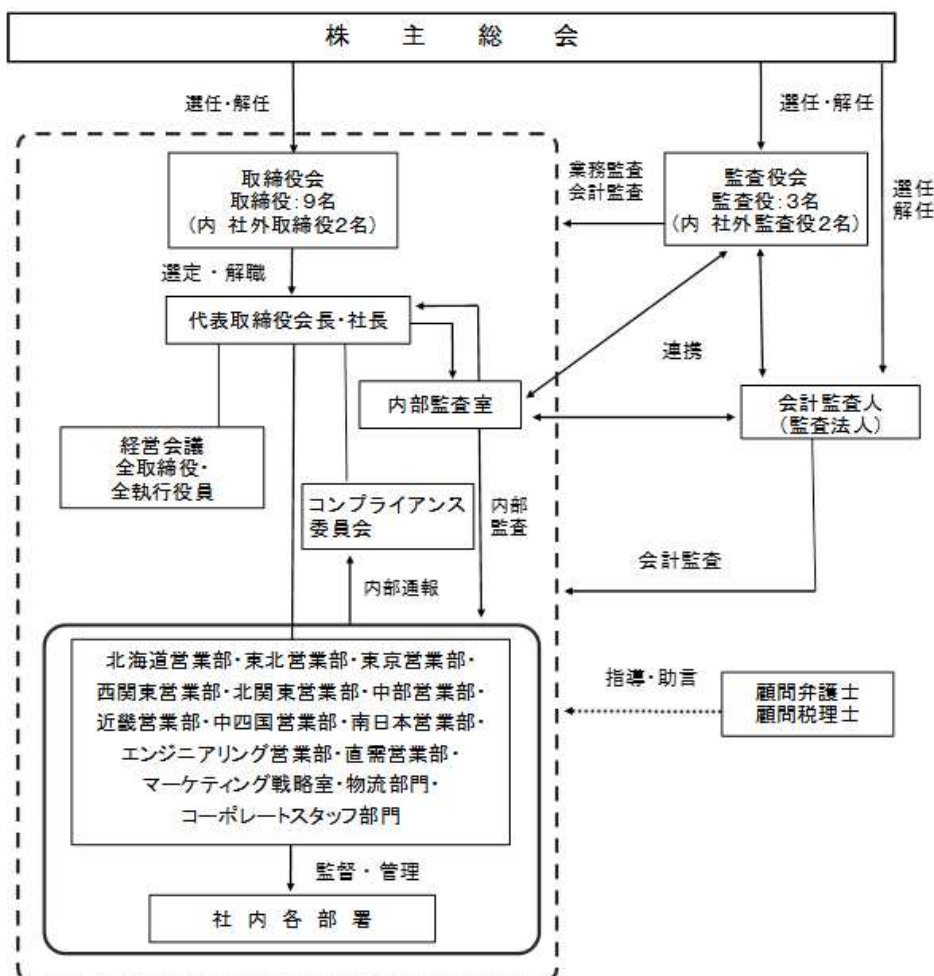 株主総会
選任・解任
選任・解任
選任
解任
取締役会
取締役:9名
(内 社外取締役2名)
業務監査
会計監査
監査役会
監査役:3名
(内 社外監査役2名)
選定・解職
代表取締役会長・社長
連携
内部監査室
会計監査人
(監査法人)
経営会議
全取締役・
全執行役員
コンプライアンス
委員会
内部
監査
会計監査
内部通報
北海道営業部・東北営業部・東京営業部・
西関東営業部・北関東営業部・中部営業部・
近畿営業部・中四国営業部・南日本営業部・
エンジニアリング営業部・直需営業部・
マーケティング戦略室・物流部門・
コーポレートスタッフ部門
指導・助言
顧問弁護士
顧問税理士
監督・管理
社内各部署